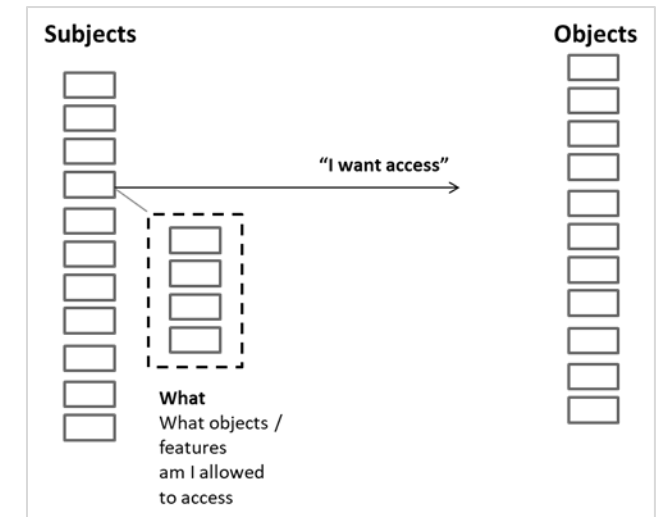 Subjects
Objects
“I want access”
What
What objects /
features
am I allowed
to access